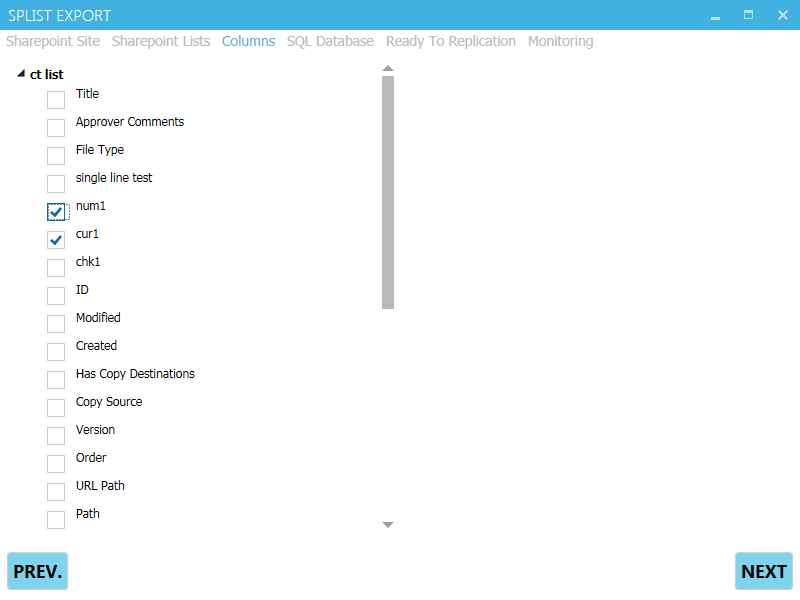 SPLIST EXPORT
Sharepoint Site Sharepoint Lists Columns SQL Database Ready To Replication Monitoring
ct list
Title
Approver Comments
File Type
single line test
num1
cur1
chk1
ID
Modified
Created
Has Copy Destinations
Copy Source
Version
Order
URL Path
Path
PREV. NEXT